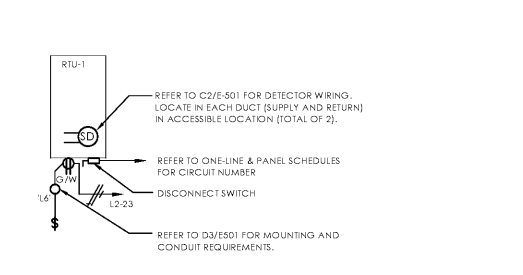 RTU-1
REFER TO C2/E-501 FOR DETECTOR WIRING.
LOCATE IN EACH DUCT (SUPPLY AND RETURN)
IN ACCESSIBLE LOCATION (TOTAL OF 2).
SD
REFER TO ONE-LINE & PANEL SCHEDULES
FOR CIRCUIT NUMBER
G/W
DISCONNECT SWITCH
'L6'
L2-23
$
REFER TO D3/E501 FOR MOUNTING AND
CONDUIT REQUIREMENTS.